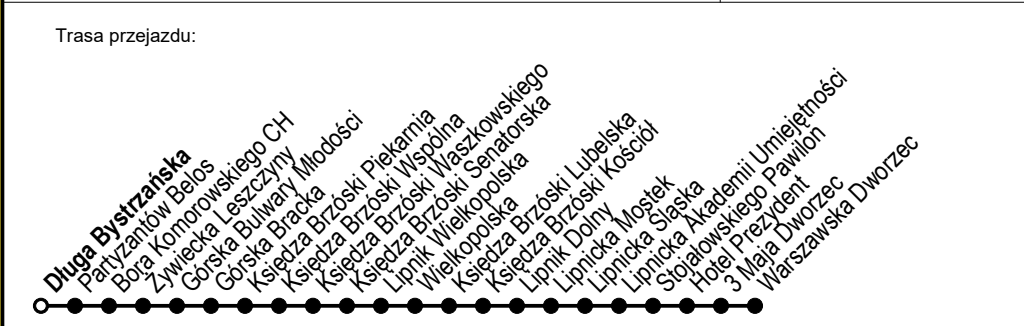 Trasa przejazdu:
Długa Bystrzańska
Partyzantów Belos
Bora Komorowskiego CH
Żywiecka Leszczyny
Górska Bulwary Młodości
Górska Bracka
Księdza Brzóski Piekarnia
Księdza Brzóski Wspólna
Księdza Brzóski Waszkowskiego
Księdza Brzóski Senatorska
Lipnik Wielkopolska
Wielkopolska
Księdza Brzóski Lubelska
Księdza Brzóski Kościół
Lipnik Dolny
Lipnicka Mostek
Lipnicka Śląska
Lipnicka Akademii Umiejętności
Stojałowskiego Pawilon
Hotel Prezydent
3 Maja Dworzec
Warszawska Dworzec